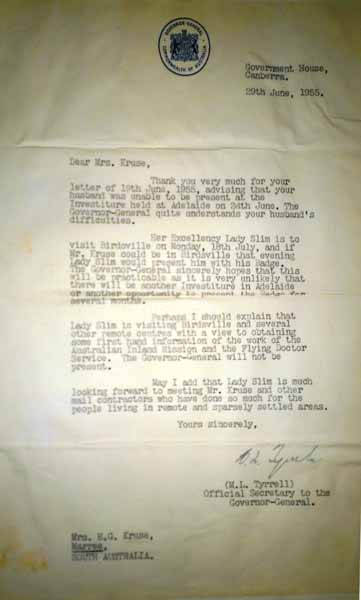 GOVERNOR-GENERAL
COMMONWEALTH OF AUSTRALIA
Government House,
Canberra.
29th June, 1955.
Dear Mrs. Kruse,
Thank you very much for your
letter of 19th June, 1955, advising that your
husband was unable to be present at the
Investiture held at Adelaide on 24th June. The
Governor-General quite understands your husband's
difficulties.
Her Excellency Lady Slim is to
visit Birdsville on Monday, 18th July, and if
Mr. Kruse could be in Birdsville that evening
Lady Slim would present him with his Badge.
The Governor-General sincerely hopes that this
will be practicable as it is very unlikely that
there will be another Investiture in Adelaide
or another opportunity to present the Badge for
several months.
Perhaps I should explain that
Lady Slim is visiting Birdsville and several
other remote centres with a view to obtaining
some first hand information of the work of the
Australian Inland Mission and the Flying Doctor
Service. The Governor-General will not be
present.
May I add that Lady Slim is much
looking forward to meeting Mr. Kruse and other
mail contractors who have done so much for the
people living in remote and sparsely settled areas.
Yours sincerely,
M. L. Tyrrell
(M.L. Tyrrell)
Official Secretary to the
Governor-General.
Mrs. E.G. Kruse,
Marree,
SOUTH AUSTRALIA.